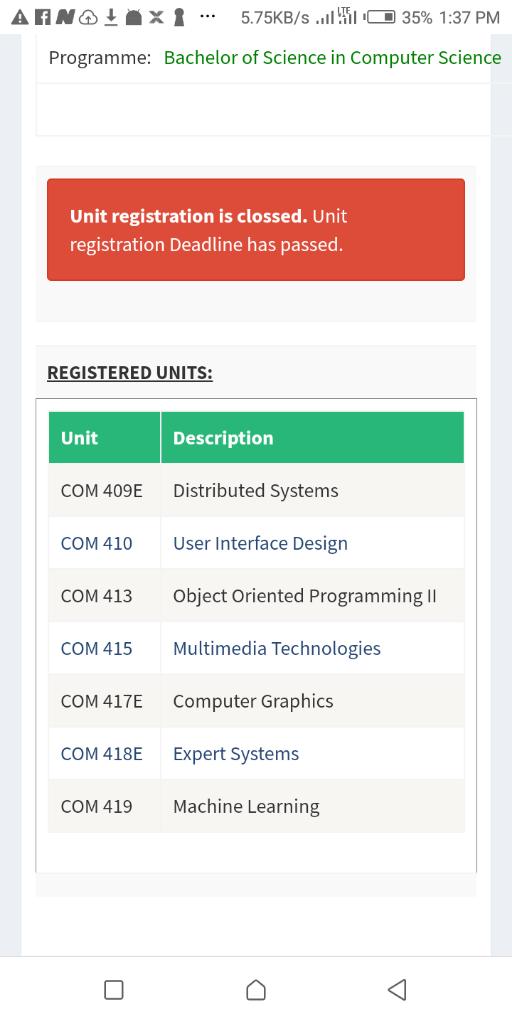 5.75KB/s LTE 35% 1:37 PM
Programme: Bachelor of Science in Computer Science
Unit registration is clossed. Unit
registration Deadline has passed.
REGISTERED UNITS:
Unit Description
COM 409E Distributed Systems
COM 410 User Interface Design
COM 413 Object Oriented Programming II
COM 415 Multimedia Technologies
COM 417E Computer Graphics
COM 418E Expert Systems
COM 419 Machine Learning